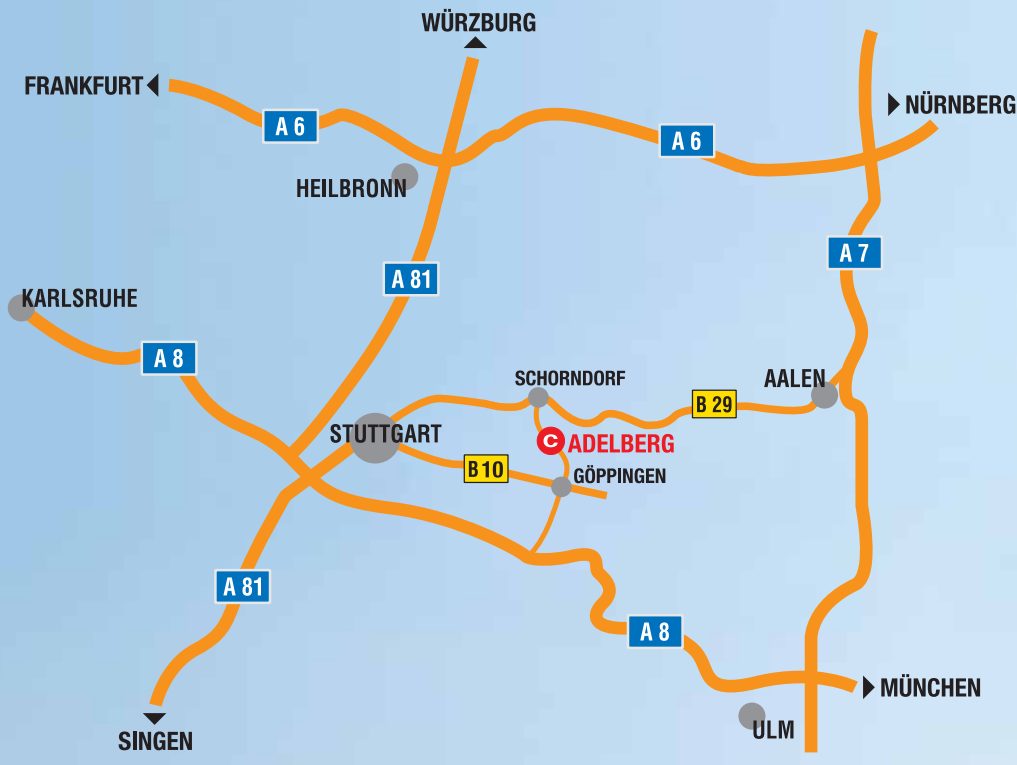 WÜRZBURG
FRANKFURT
NÜRNBERG
A 6
A 6
HEILBRONN
A 7
A 81
KARLSRUHE
A 8
SCHORNDORF
AALEN
B 29
STUTTGART
C ADELBERG
B 10
GÖPPINGEN
A 81
A 8
MÜNCHEN
ULM
SINGEN